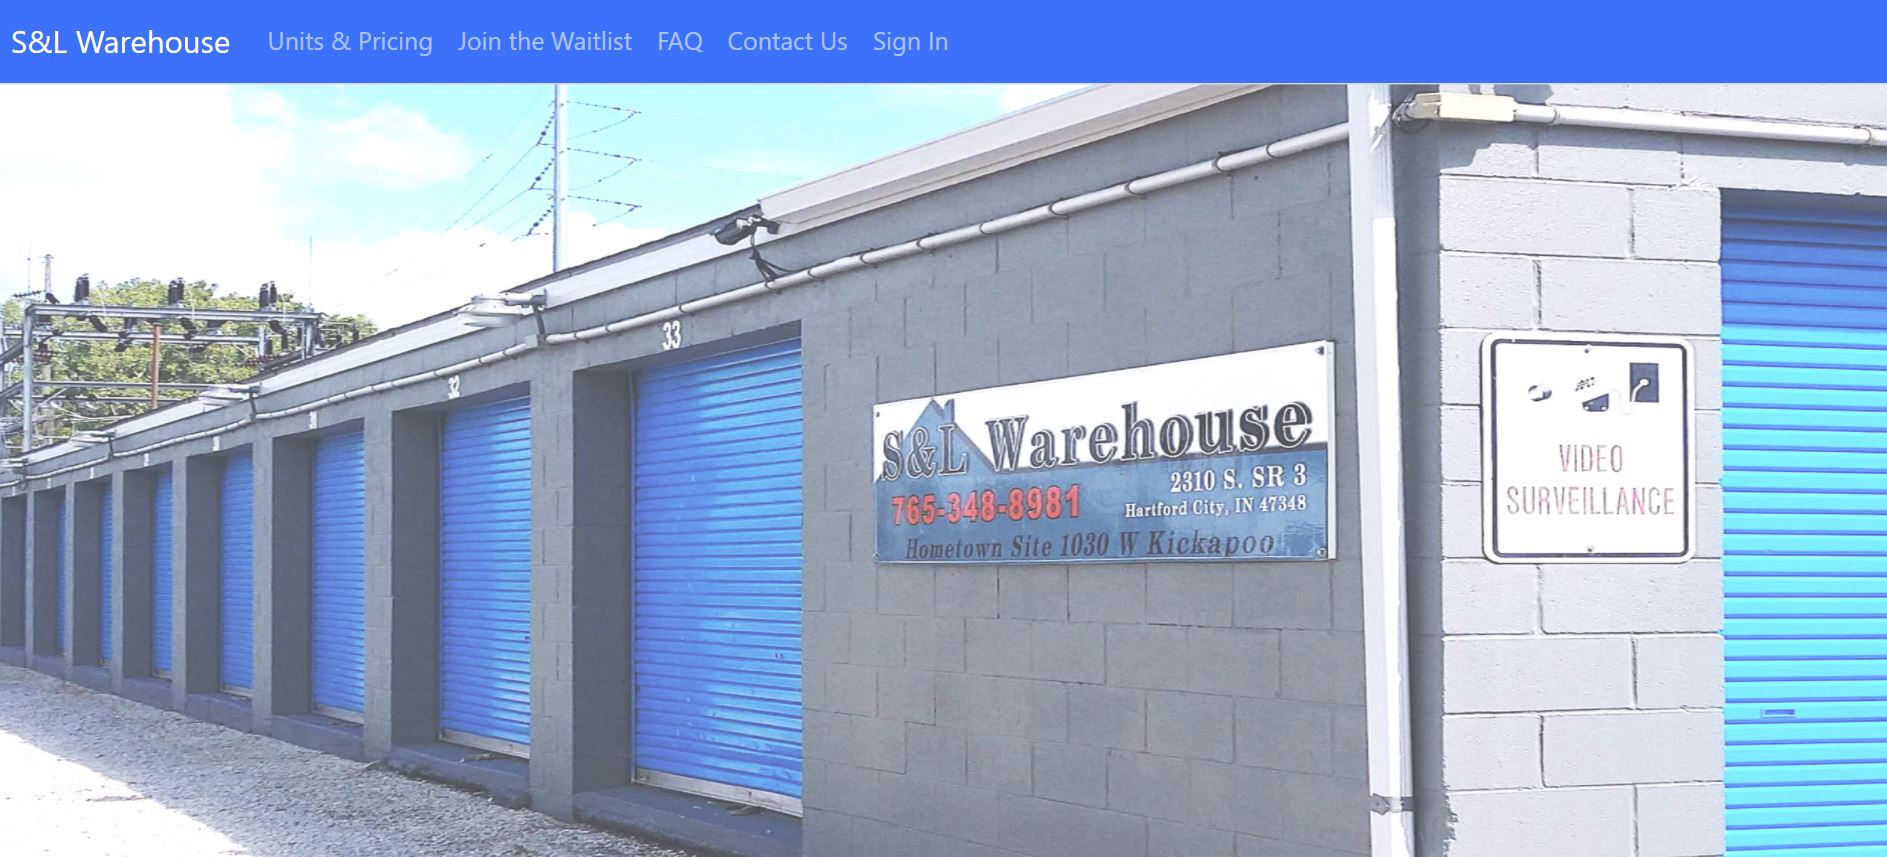 S&L Warehouse
Units & Pricing
Join the Waitlist
FAQ
Contact Us
Sign In
33
32
S&L Warehouse
765-348-8981
2310 S. SR 3
Hartford City, IN 47348
Hometown Site 1030 W Kickapoo
VIDEO
SURVEILLANCE